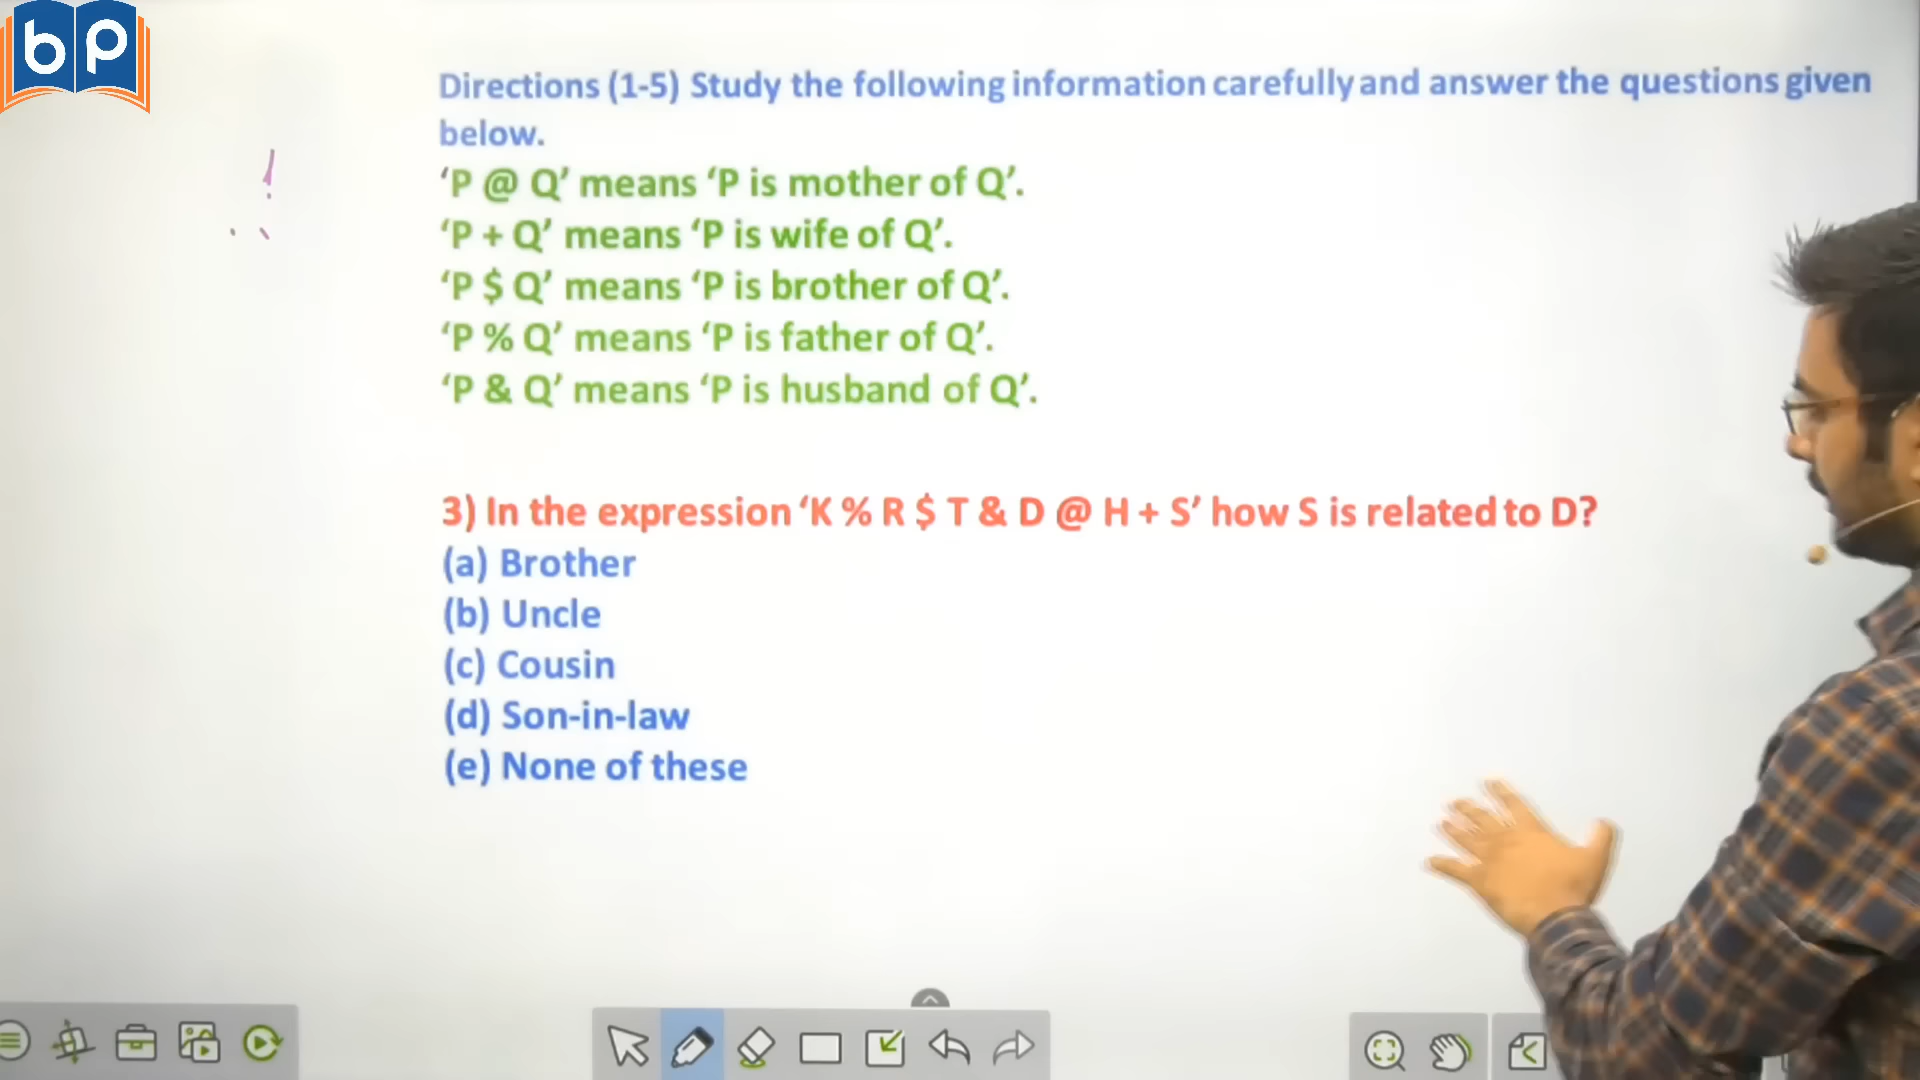 bp
Directions (1-5) Study the following information carefully and answer the questions given
below.
‘P @ Q’ means ‘P is mother of Q’.
‘P + Q’ means ‘P is wife of Q’.
‘P $ Q’ means ‘P is brother of Q’.
‘P % Q’ means ‘P is father of Q’.
‘P & Q’ means ‘P is husband of Q’.
3) In the expression ‘K % R $ T & D @ H + S’ how S is related to D?
(a) Brother
(b) Uncle
(c) Cousin
(d) Son-in-law
(e) None of these